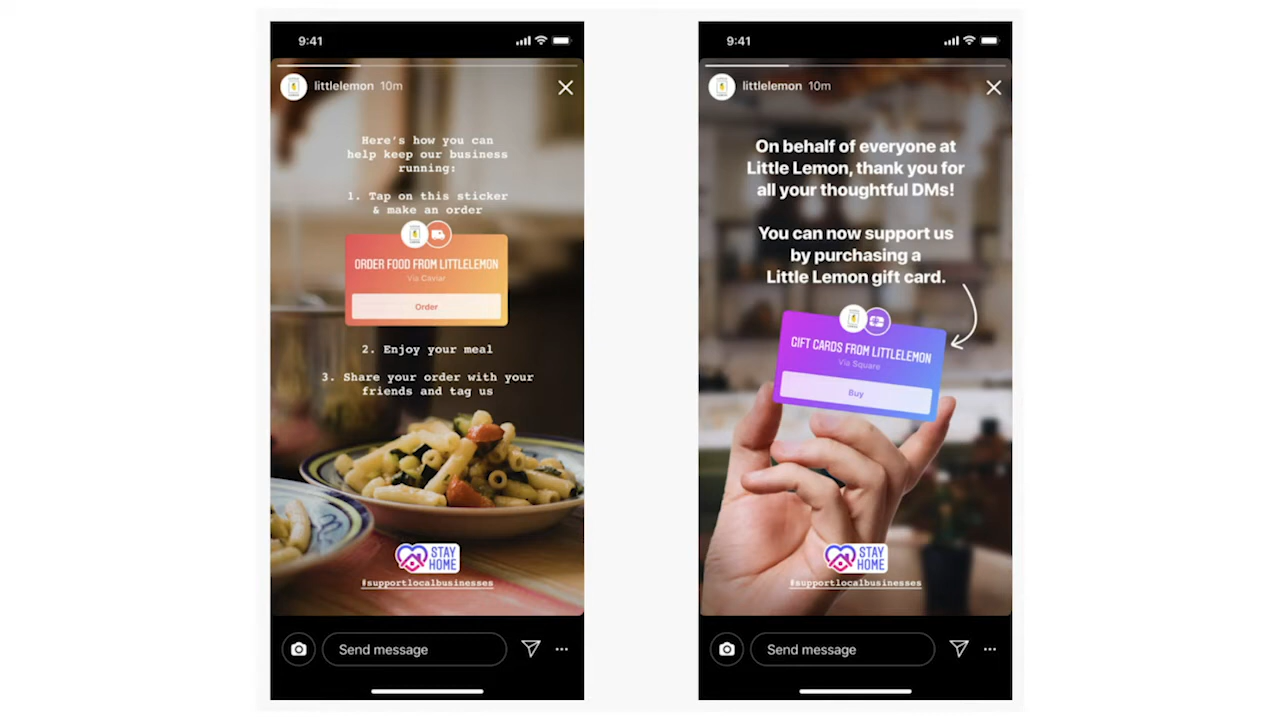 9:41
littlelemon 10m
Here's how you can
help keep our business
running:
1. Tap on this sticker
& make an order
ORDER FOOD FROM LITTLELEMON
Via Caviar
Order
2. Enjoy your meal
3. Share your order with your
friends and tag us
STAY
HOME
#supportlocalbusinesses
Send message
9:41
littlelemon 10m
On behalf of everyone at
Little Lemon, thank you for
all your thoughtful DMs!
You can now support us
by purchasing a
Little Lemon gift card.
GIFT CARDS FROM LITTLELEMON
Via Square
Buy
STAY
HOME
#supportlocalbusinesses
Send message